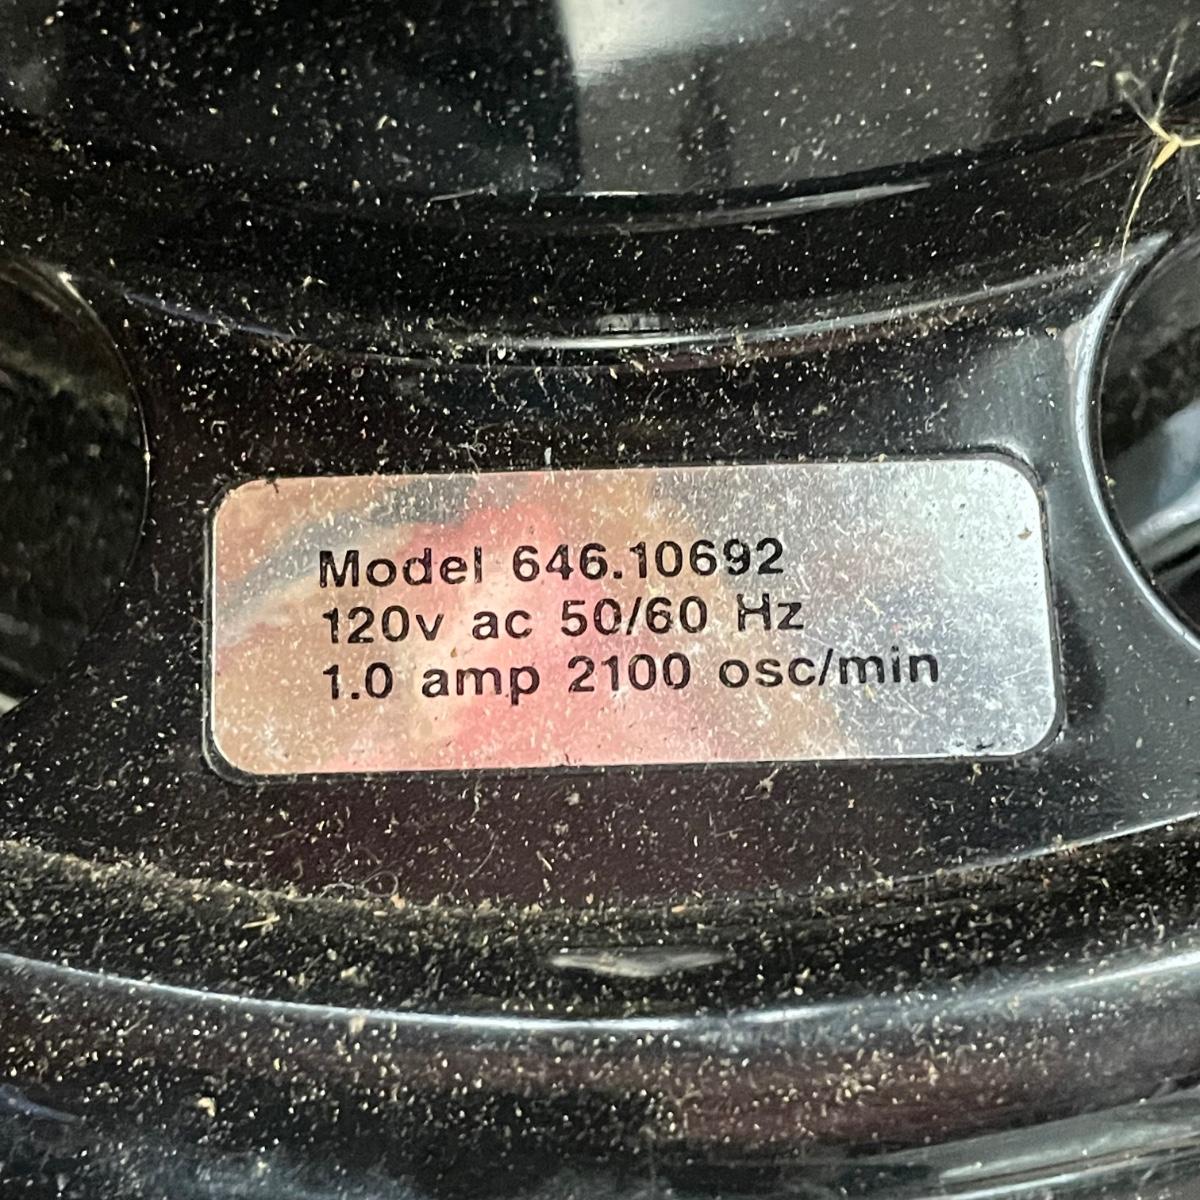 Model 646.10692
120v ac 50/60 Hz
1.0 amp 2100 osc/min